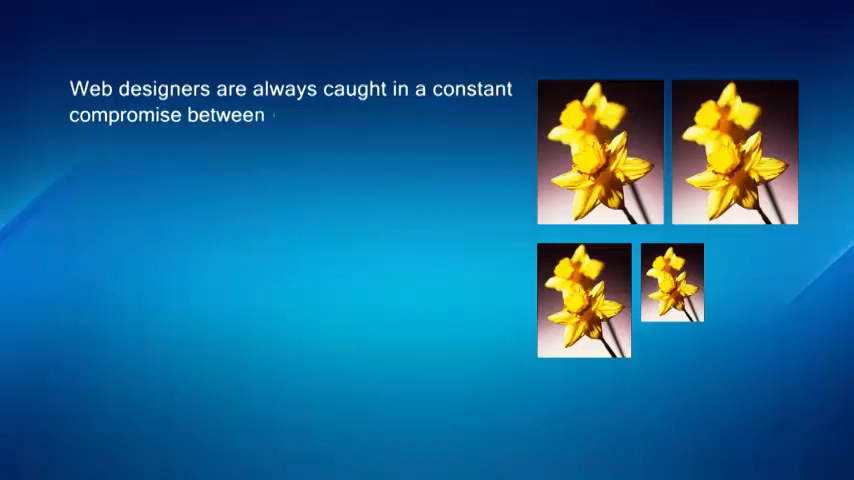 Web designers are always caught in a constant
compromise between